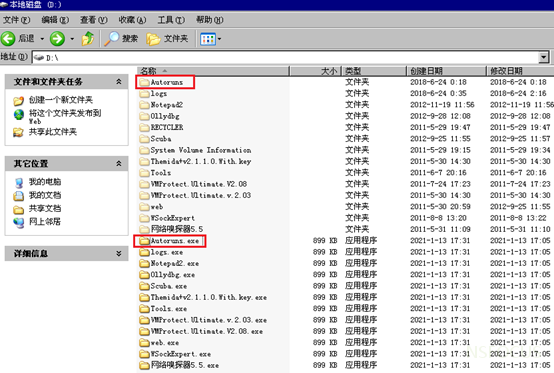 本地磁盘 (D:)
文件(F) 编辑(E) 查看(V) 收藏(A) 工具(T) 帮助(H)
后退 搜索 文件夹
地址(D) D:\
名称 大小 类型 创建日期 修改日期
文件和文件夹任务
创建一个新文件夹
将这个文件夹发布到 Web
共享此文件夹
其它位置
我的电脑
我的文档
共享文档
网上邻居
详细信息
Autoruns 文件夹 2018-6-24 0:18 2018-6-24 0:18
logs 文件夹 2018-6-24 0:35 2018-6-24 2:16
Notepad2 文件夹 2012-11-19 11:56 2012-11-19 11:56
Ollydbg 文件夹 2012-9-28 12:08 2012-9-28 12:08
RECYCLER 文件夹 2011-5-29 19:47 2011-5-29 19:47
Scuba 文件夹 2012-9-25 11:55 2012-9-25 11:57
System Volume Information 文件夹 2011-5-29 19:15 2011-5-29 19:34
Themida+v2.1.1.0.With.key 文件夹 2011-5-30 14:30 2011-5-30 14:30
Tools 文件夹 2011-6-7 20:16 2011-6-7 20:16
VMProtect.Ultimate.V2.08 文件夹 2011-7-24 17:23 2011-7-24 17:23
VMProtect.Ultimate.v.2.03 文件夹 2011-5-30 14:30 2011-5-30 14:30
web 文件夹 2011-5-30 20:59 2012-9-25 11:55
WSockExpert 文件夹 2011-8-8 13:20 2011-8-8 13:22
网络嗅探器5.5 文件夹 2011-5-31 11:09 2011-5-31 11:10
Autoruns.exe 899 KB 应用程序 2021-1-13 17:31 2021-1-13 17:05
logs.exe 899 KB 应用程序 2021-1-13 17:31 2021-1-13 17:05
Notepad2.exe 899 KB 应用程序 2021-1-13 17:31 2021-1-13 17:05
Ollydbg.exe 899 KB 应用程序 2021-1-13 17:31 2021-1-13 17:05
Scuba.exe 899 KB 应用程序 2021-1-13 17:31 2021-1-13 17:05
Themida+v2.1.1.0.With.key.exe 899 KB 应用程序 2021-1-13 17:31 2021-1-13 17:05
Tools.exe 899 KB 应用程序 2021-1-13 17:31 2021-1-13 17:05
VMProtect.Ultimate.v.2.03.exe 899 KB 应用程序 2021-1-13 17:31 2021-1-13 17:05
VMProtect.Ultimate.V2.08.exe 899 KB 应用程序 2021-1-13 17:31 2021-1-13 17:05
web.exe 899 KB 应用程序 2021-1-13 17:31 2021-1-13 17:05
WSockExpert.exe 899 KB 应用程序 2021-1-13 17:31 2021-1-13 17:05
网络嗅探器5.5.exe 899 KB 应用程序 2021-1-13 17:31 2021-1-13 17:05